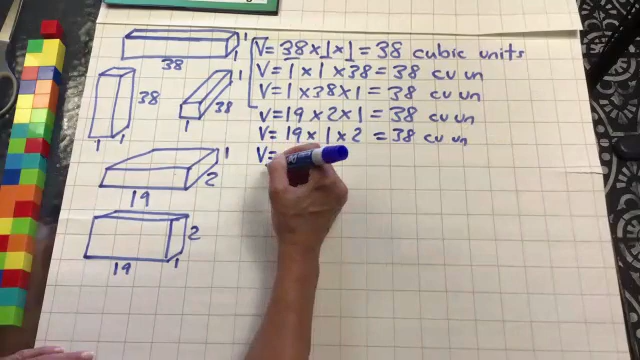 V = 38 × 1 × 1 = 38 cubic units
V = 1 × 1 × 38 = 38 cu un
V = 1 × 38 × 1 = 38 cu un
V = 19 × 2 × 1 = 38 cu un
V = 19 × 1 × 2 = 38 cu un
V =
38
1
1
38
1
1
1
38
1
1
2
19
2
1
19